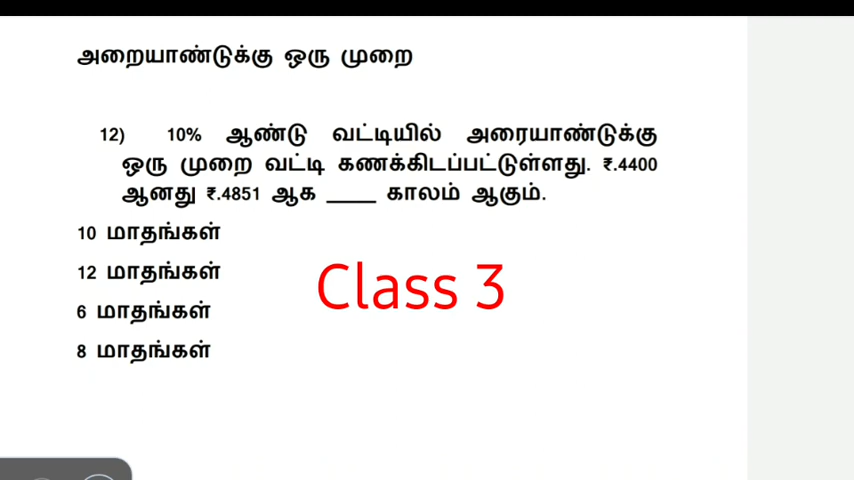 அறையாண்டுக்கு ஒரு முறை
12) 10% ஆண்டு வட்டியில் அரையாண்டுக்கு
ஒரு முறை வட்டி கணக்கிடப்பட்டுள்ளது. ₹.4400
ஆனது ₹.4851 ஆக ____ காலம் ஆகும்.
10 மாதங்கள்
12 மாதங்கள்
Class 3
6 மாதங்கள்
8 மாதங்கள்